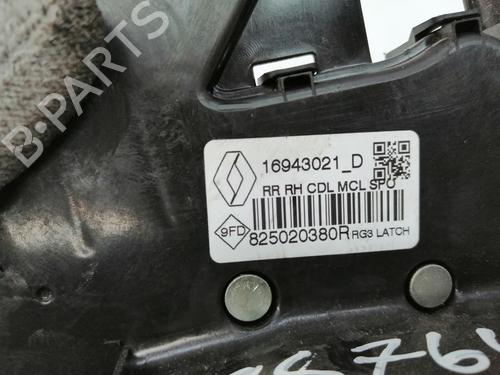 16943021_D
RR RH CDL MCL SPO
9FD
825020380R RG3 LATCH
B-PARTS